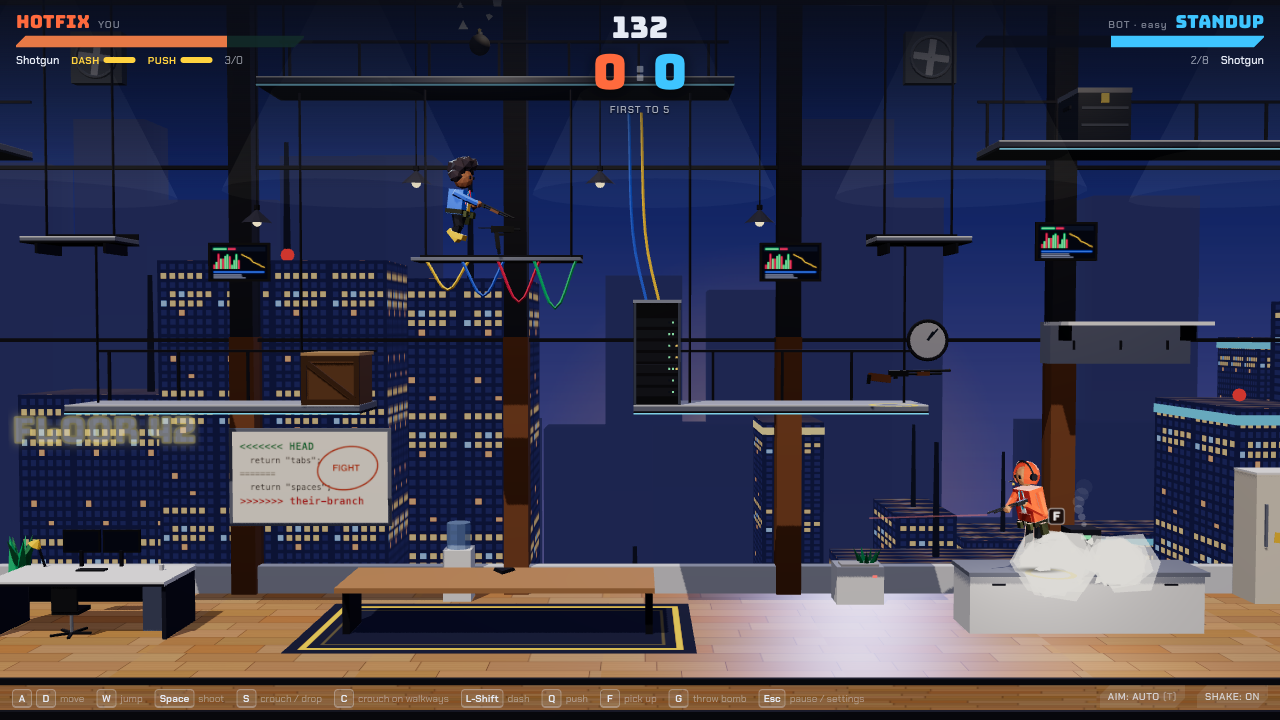 HOTFIX YOU
Shotgun DASH PUSH 3/0
132
0:0
FIRST TO 5
BOT · easy STANDUP
2/8 Shotgun
FLOOR 42
<<<<<<< HEAD
return "tabs";
=======
return "spaces";
>>>>>>> their-branch
FIGHT
F
A D move W jump Space shoot S crouch / drop C crouch on walkways L-Shift dash Q push F pick up G throw bomb Esc pause / settings
AIM: AUTO (T) SHAKE: ON